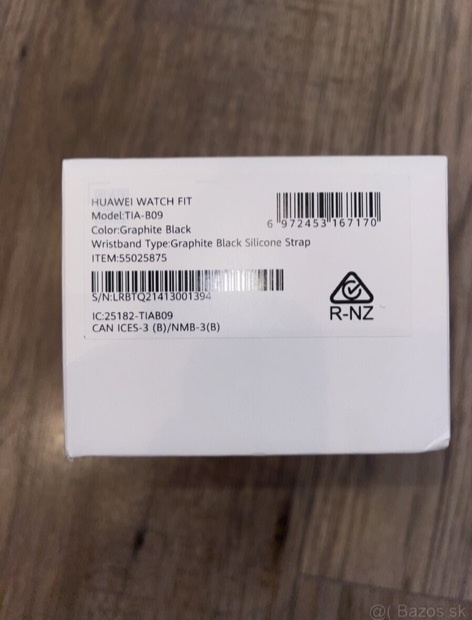 HUAWEI WATCH FIT
Model:TIA-B09
Color:Graphite Black
Wristband Type:Graphite Black Silicone Strap
ITEM:55025875
6 972453 167170
S/N:LRBTQ21413001394
IC:25182-TIAB09
CAN ICES-3 (B)/NMB-3(B)
R-NZ
@( Bazos.sk